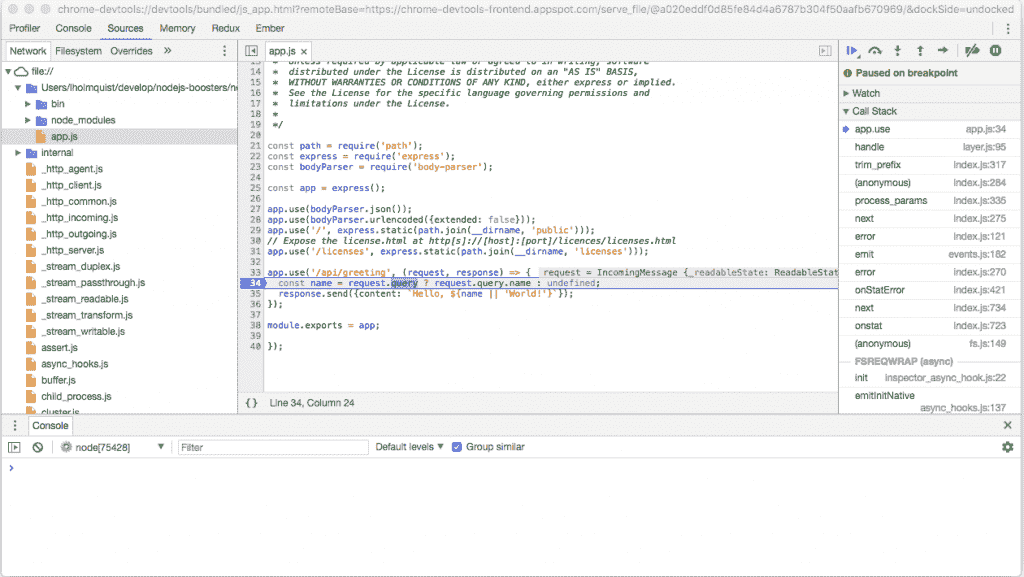 chrome-devtools://devtools/bundled/js_app.html?remoteBase=https://chrome-devtools-frontend.appspot.com/serve_file/@a020eddf0d85fe84d4a6787b304f50aafb670969/&dockSide=undocked
Profiler Console Sources Memory Redux Ember
Network Filesystem Overrides »
file://
Users/lholmquist/develop/nodejs-boosters/n
bin
node_modules
app.js
internal
_http_agent.js
_http_client.js
_http_common.js
_http_incoming.js
_http_outgoing.js
_http_server.js
_stream_duplex.js
_stream_passthrough.js
_stream_readable.js
_stream_transform.js
_stream_writable.js
assert.js
async_hooks.js
buffer.js
child_process.js
cluster.js
app.js ×
13 * Unless required by applicable law or agreed to in writing, software
14 * distributed under the License is distributed on an "AS IS" BASIS,
15 * WITHOUT WARRANTIES OR CONDITIONS OF ANY KIND, either express or implied.
16 * See the License for the specific language governing permissions and
17 * limitations under the License.
18 *
19 */
20
21 const path = require('path');
22 const express = require('express');
23 const bodyParser = require('body-parser');
24
25 const app = express();
26
27 app.use(bodyParser.json());
28 app.use(bodyParser.urlencoded({extended: false}));
29 app.use('/', express.static(path.join(__dirname, 'public')));
30 // Expose the license.html at http[s]://[host]:[port]/licences/licenses.html
31 app.use('/licenses', express.static(path.join(__dirname, 'licenses')));
32
33 app.use('/api/greeting', (request, response) => { request = IncomingMessage {_readableState: ReadableStat
34 const name = request.query ? request.query.name : undefined;
35 response.send({content: `Hello, ${name || 'World!'}`});
36 });
37
38 module.exports = app;
39
40 });
{} Line 34, Column 24
Paused on breakpoint
Watch
Call Stack
app.use app.js:34
handle layer.js:95
trim_prefix index.js:317
(anonymous) index.js:284
process_params index.js:335
next index.js:275
error index.js:121
emit events.js:182
error index.js:270
onStatError index.js:421
next index.js:734
onstat index.js:723
(anonymous) fs.js:149
FSREQWRAP (async)
init inspector_async_hook.js:22
emitInitNative
async_hooks.js:137
Console ×
node[75428] Filter Default levels Group similar